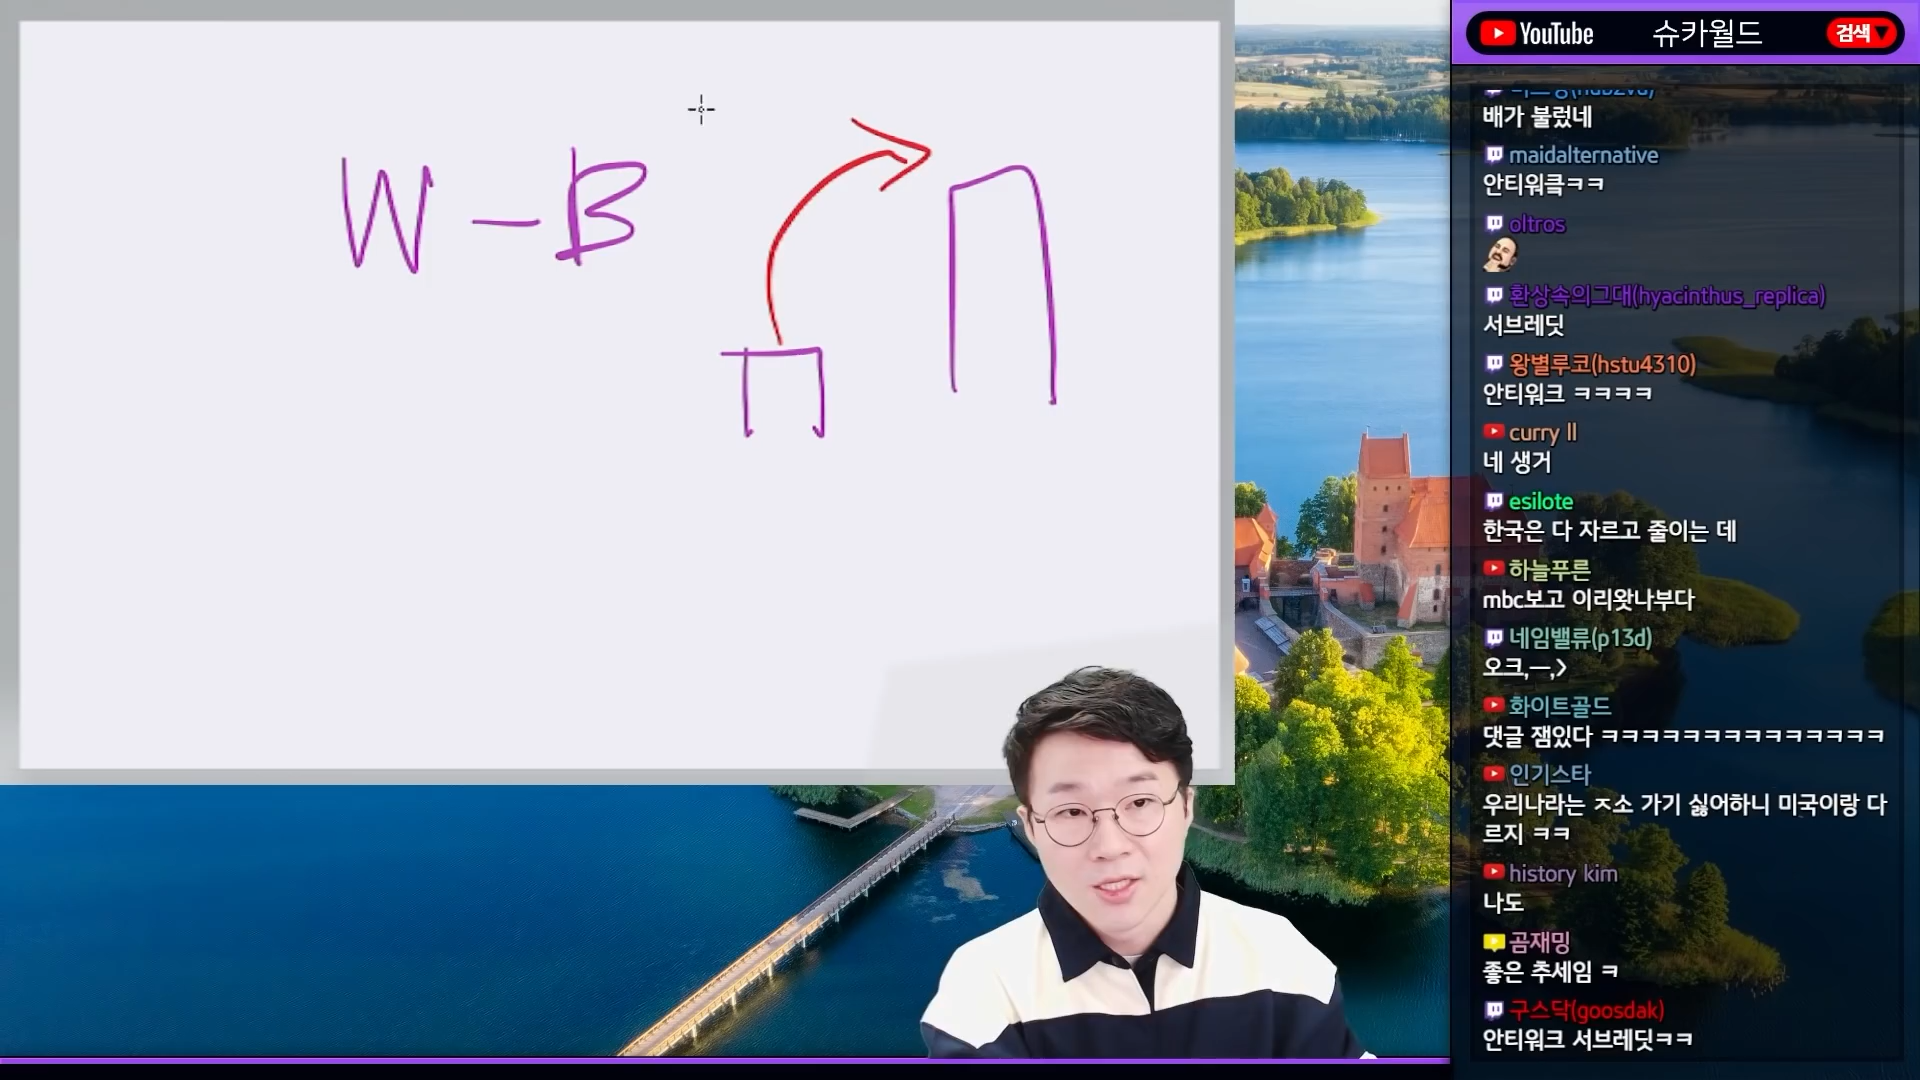 W - B
YouTube 슈카월드 검색▼
배가 불렀네
maidalternative
안티워클ㅋㅋ
oltros
환상속의그대(hyacinthus_replica)
서브레딧
왕별루코(hstu4310)
안티워크 ㅋㅋㅋㅋ
curry ll
네 생거
esilote
한국은 다 자르고 줄이는 데
하늘푸른
mbc보고 이리왓나부다
네임밸류(p13d)
오크,ㅡ,>
화이트골드
댓글 잼있다 ㅋㅋㅋㅋㅋㅋㅋㅋㅋㅋㅋㅋㅋㅋ
인기스타
우리나라는 ㅈ소 가기 싫어하니 미국이랑 다
르지 ㅋㅋ
history kim
나도
곰재밍
좋은 추세임 ㅋ
구스닥(goosdak)
안티워크 서브레딧ㅋㅋ